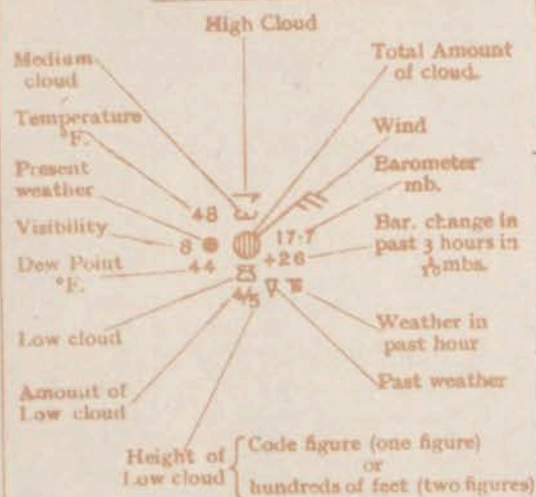 High Cloud
Medium
cloud
Total Amount
of cloud.
Temperature
°F.
Wind
Present
weather
Barometer
mb.
48
Visibility
8
17·7
Bar. change in
past 3 hours in
1/10 mbs.
+26
Dew Point
°F.
44
4/5
Low cloud
Weather in
past hour
Amount of
Low cloud
Past weather
Height of
Low cloud
Code figure (one figure)
or
hundreds of feet (two figures)